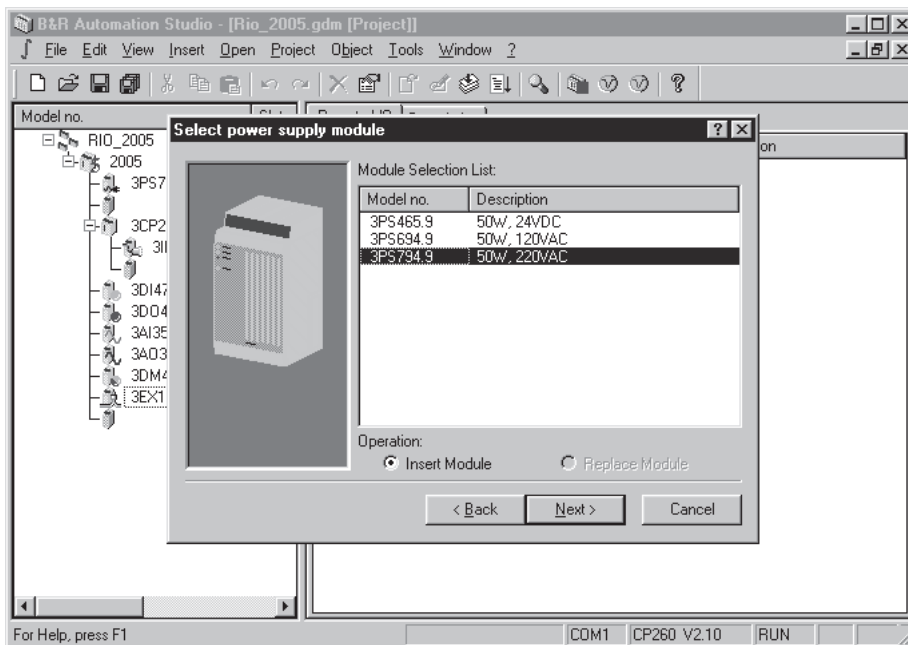 B&R Automation Studio - [Rio_2005.gdm [Project]]
File Edit View Insert Open Project Object Tools Window ?
Model no.
RIO_2005
2005
3PS7
3CP2
3DI47
3DO4
3AI35
3AO3
3DM4
3EX1
on
Select power supply module
Module Selection List:
Model no. Description
3PS465.9 50W, 24VDC
3PS694.9 50W, 120VAC
3PS794.9 50W, 220VAC
Operation:
Insert Module Replace Module
< Back Next > Cancel
For Help, press F1 COM1 CP260 V2.10 RUN